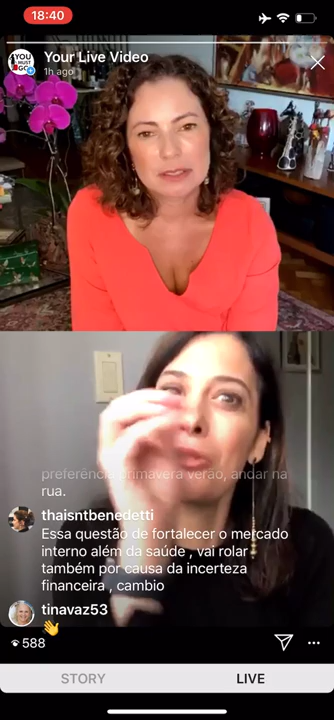 18:40
YOU
MUST
GO
Your Live Video
1h ago
preferência primavera verão, andar na
rua.
thaisntbenedetti
Essa questão de fortalecer o mercado
interno além da saúde , vai rolar
também por causa da incerteza
financeira , cambio
tinavaz53
👋
588
STORY
LIVE